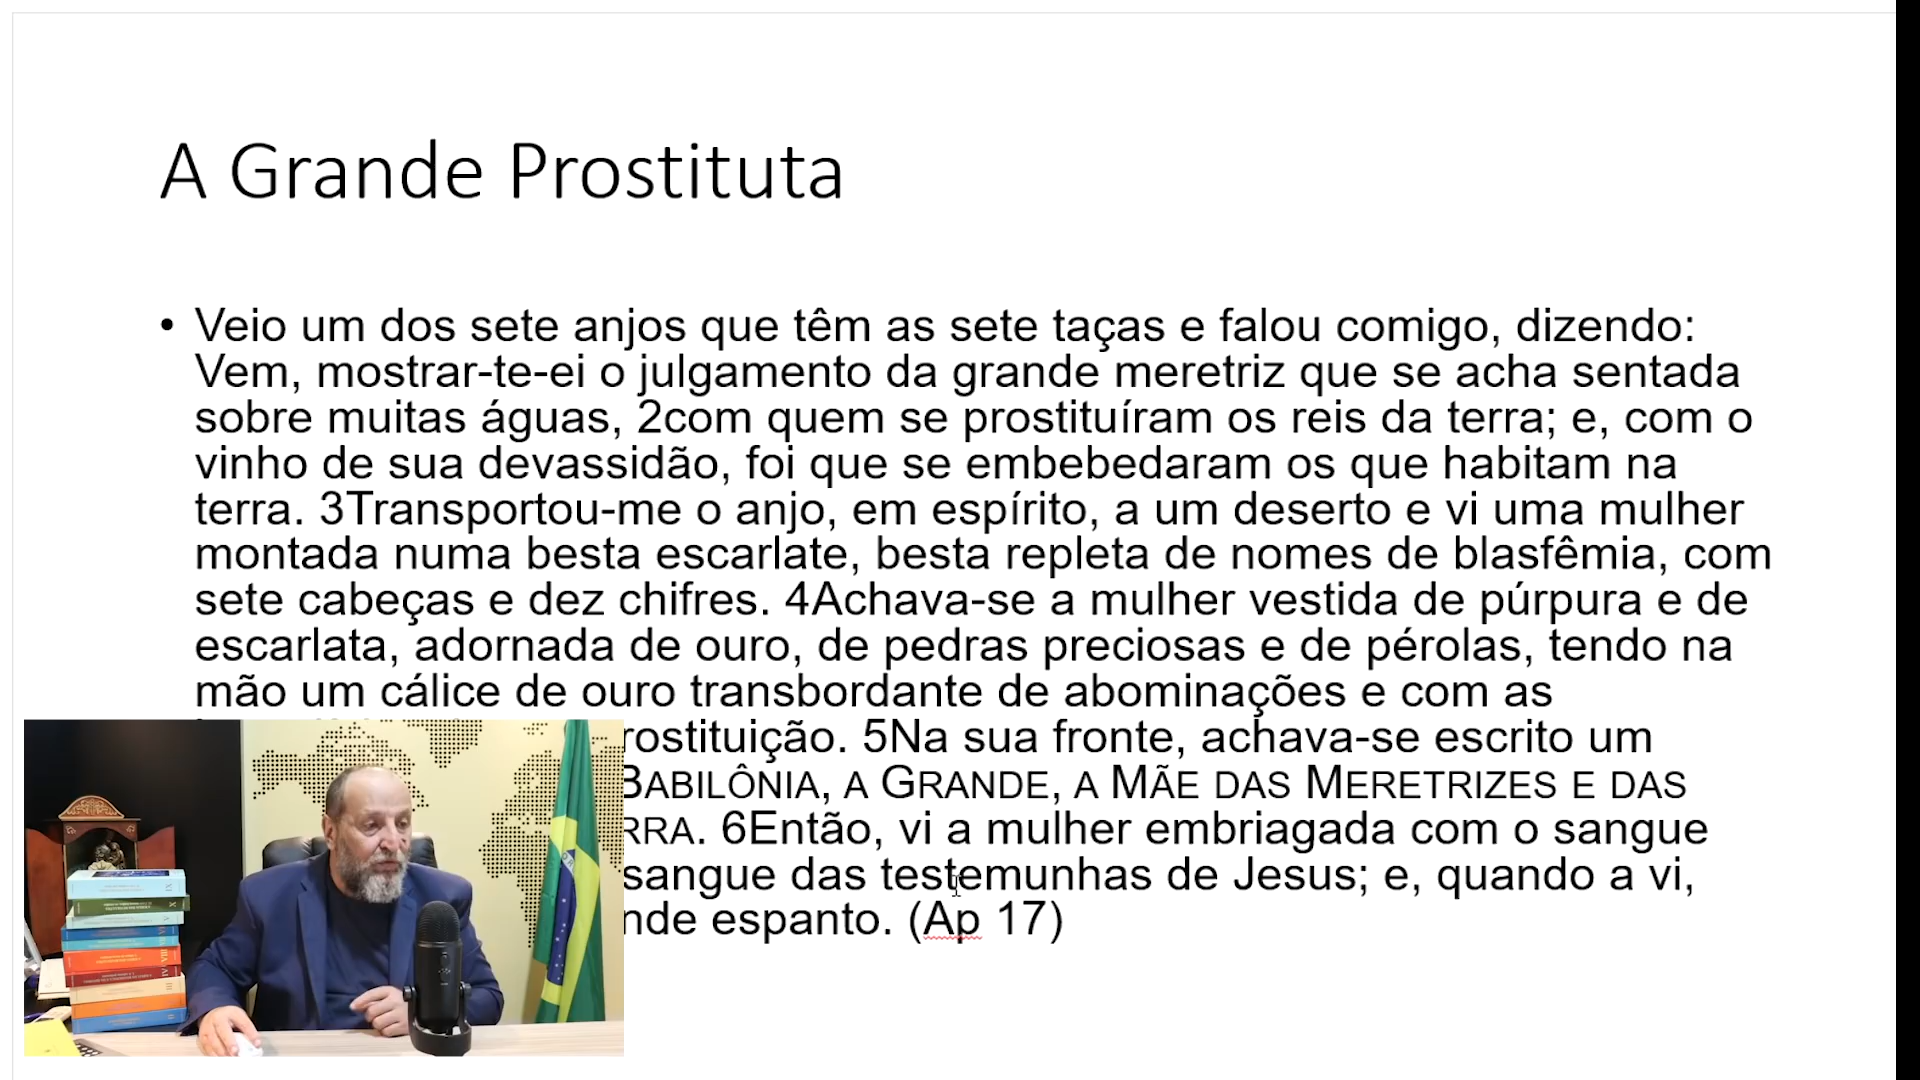 A Grande Prostituta
• Veio um dos sete anjos que têm as sete taças e falou comigo, dizendo:
Vem, mostrar-te-ei o julgamento da grande meretriz que se acha sentada
sobre muitas águas, 2com quem se prostituíram os reis da terra; e, com o
vinho de sua devassidão, foi que se embebedaram os que habitam na
terra. 3Transportou-me o anjo, em espírito, a um deserto e vi uma mulher
montada numa besta escarlate, besta repleta de nomes de blasfêmia, com
sete cabeças e dez chifres. 4Achava-se a mulher vestida de púrpura e de
escarlata, adornada de ouro, de pedras preciosas e de pérolas, tendo na
mão um cálice de ouro transbordante de abominações e com as
rostituição. 5Na sua fronte, achava-se escrito um
BABILÔNIA, A GRANDE, A MÃE DAS MERETRIZES E DAS
RRA. 6Então, vi a mulher embriagada com o sangue
sangue das testemunhas de Jesus; e, quando a vi,
nde espanto. (Ap 17)